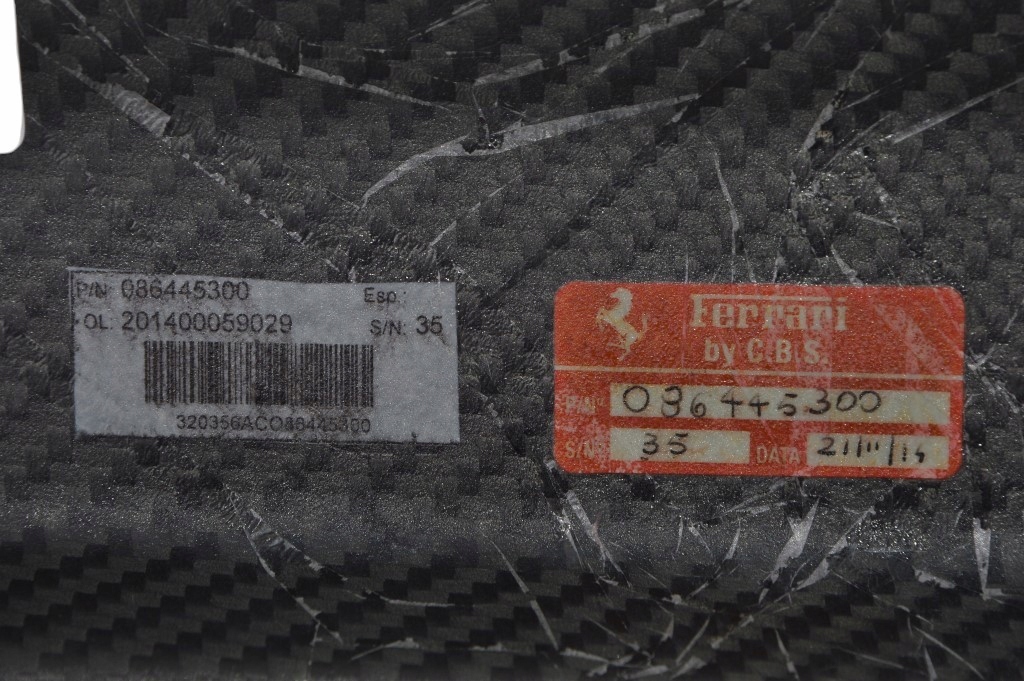 P/N: 086445300 Esp.:
OL: 201400059029 S/N: 35
320356ACO86445300
Ferrari
by C.B.S.
P/N° 086445300
S/N° 35 DATA 21/11/14